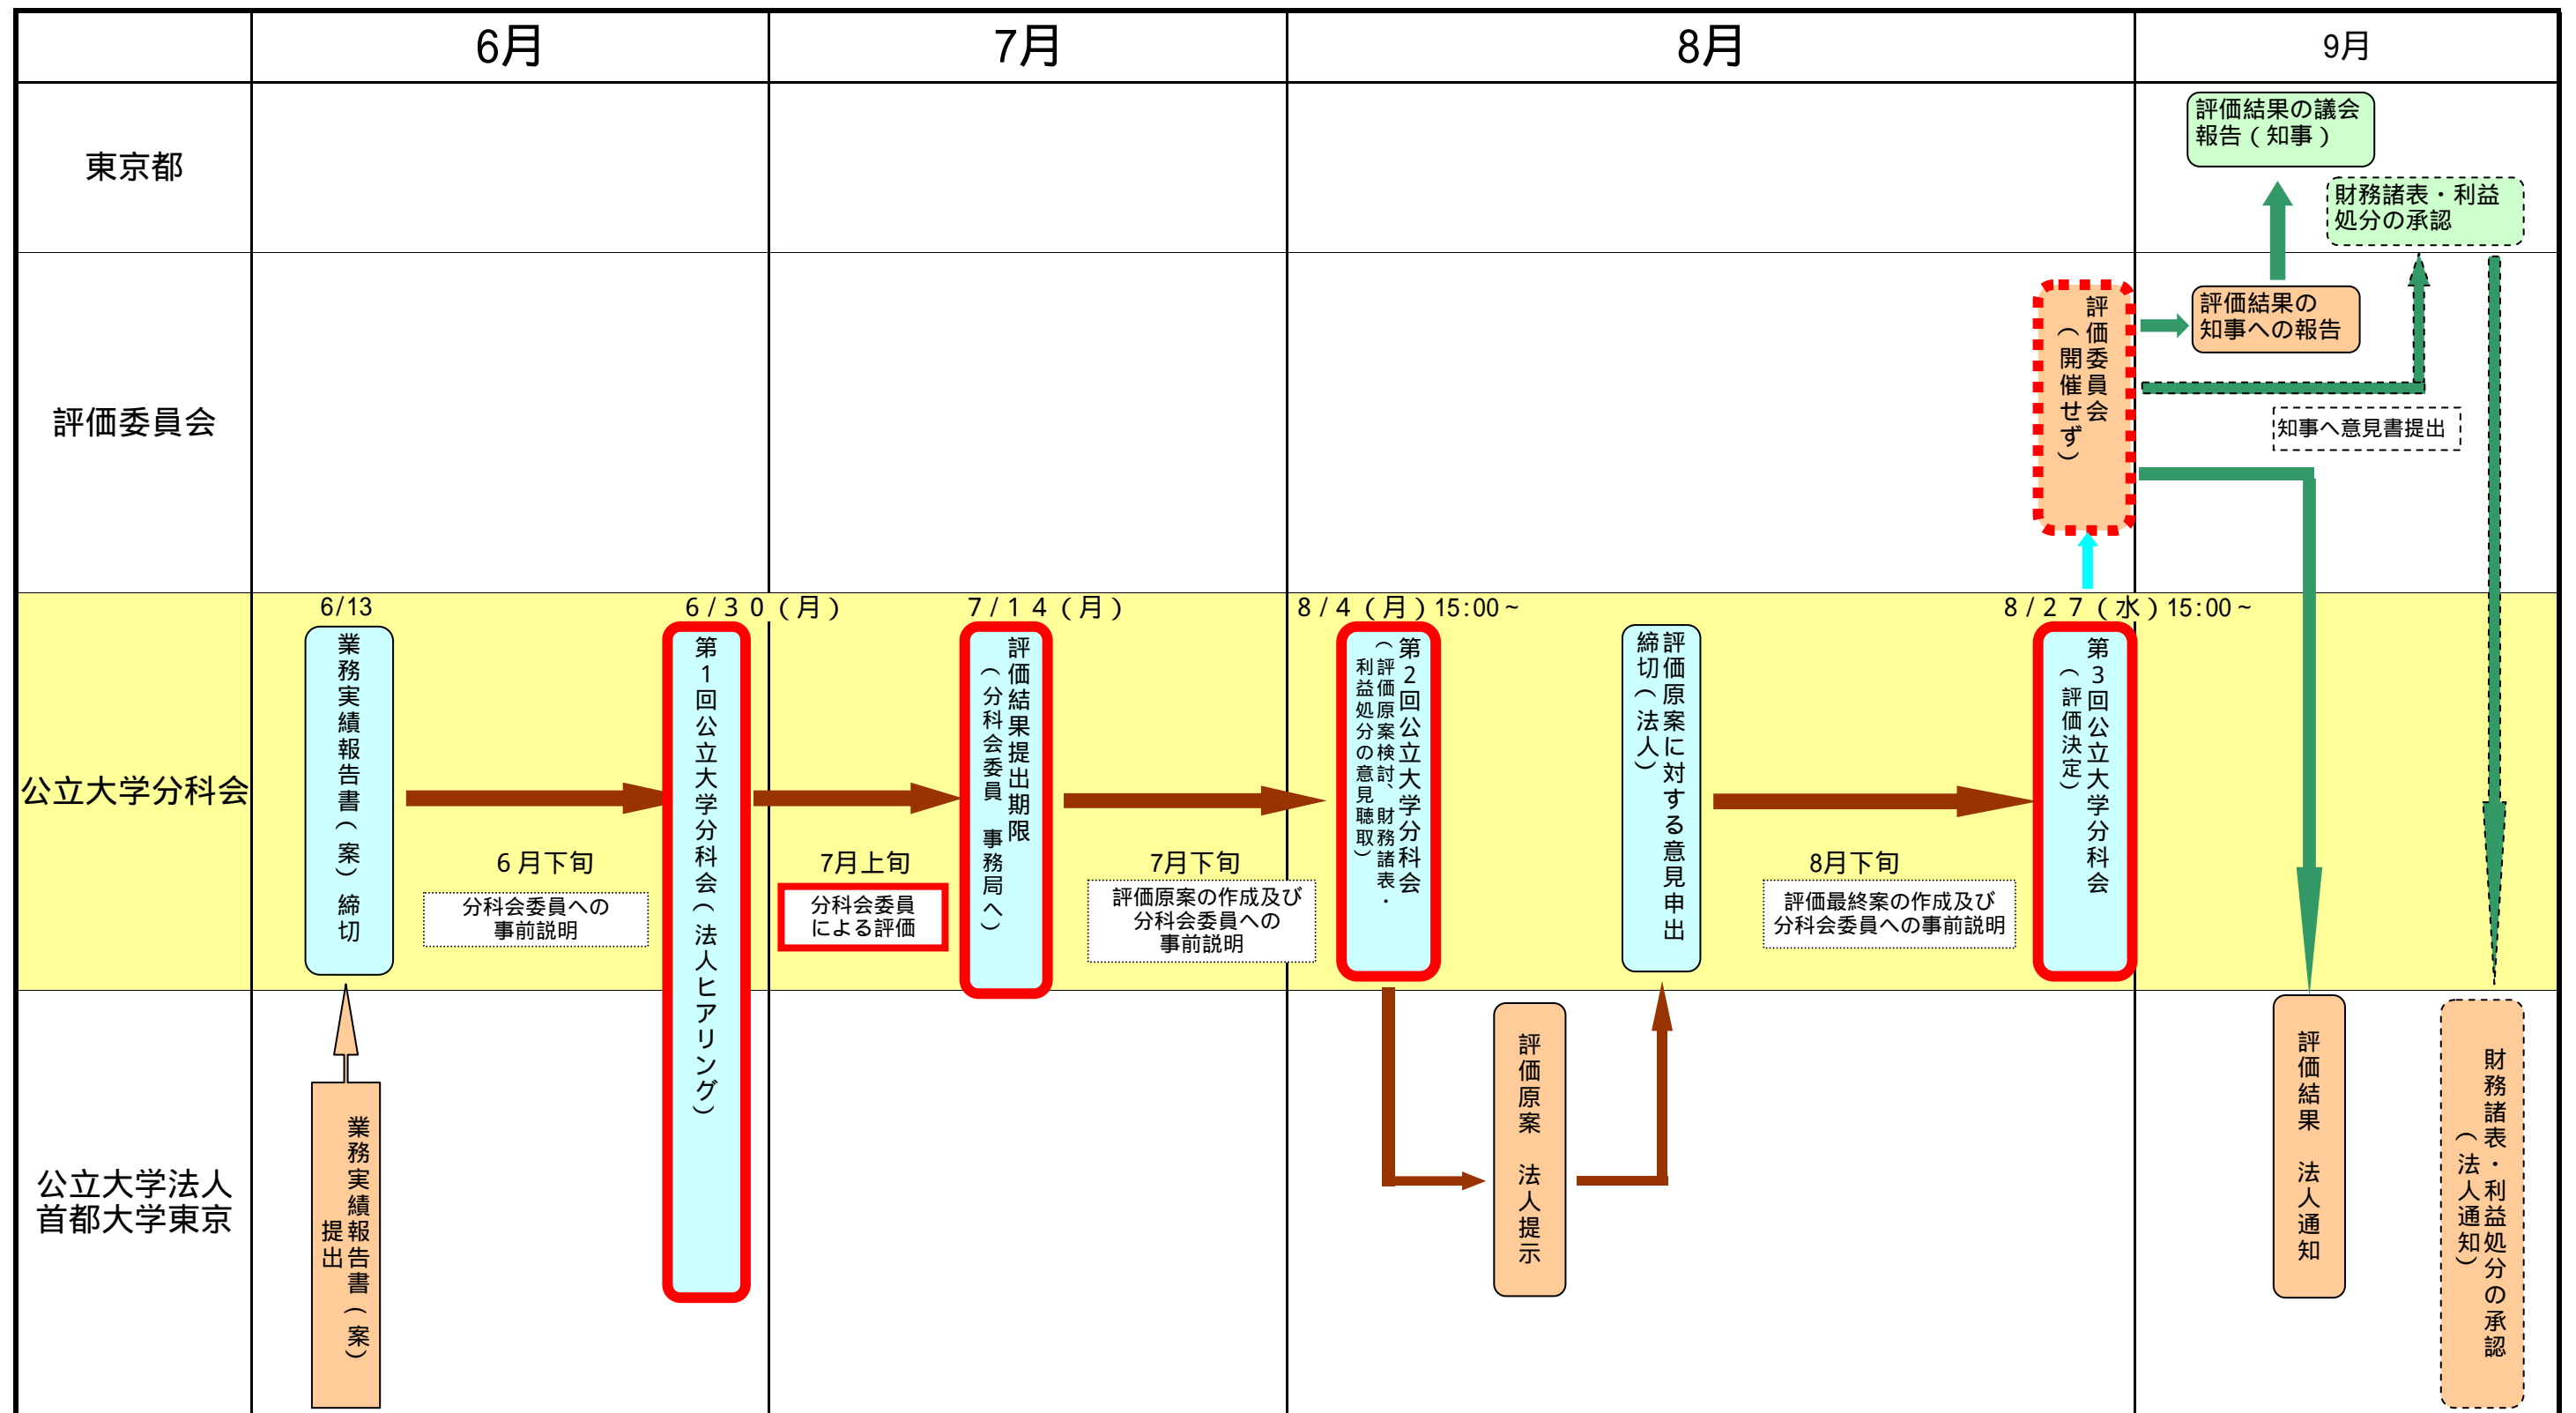 6月
7月
8月
9月
東京都
評価結果の議会
報告（知事）
財務諸表・利益
処分の承認
評価委員会
評価委員会
（開催せず）
評価結果の
知事への報告
知事へ意見書提出
公立大学分科会
6/13
業務実績報告書（案）締切
6月下旬
分科会委員への
事前説明
6/30（月）
第1回公立大学分科会（法人ヒアリング）
7月上旬
分科会委員
による評価
7/14（月）
評価結果提出期限
（分科会委員　事務局へ）
7月下旬
評価原案の作成及び
分科会委員への
事前説明
8/4（月）15:00～
第2回公立大学分科会
（評価原案検討、財務諸表・
利益処分の意見聴取）
評価原案に対する意見申出
締切（法人）
8月下旬
評価最終案の作成及び
分科会委員への事前説明
8/27（水）15:00～
第3回公立大学分科会
（評価決定）
公立大学法人
首都大学東京
業務実績報告書（案）
提出
評価原案　法人提示
評価結果　法人通知
財務諸表・利益処分の承認
（法人通知）